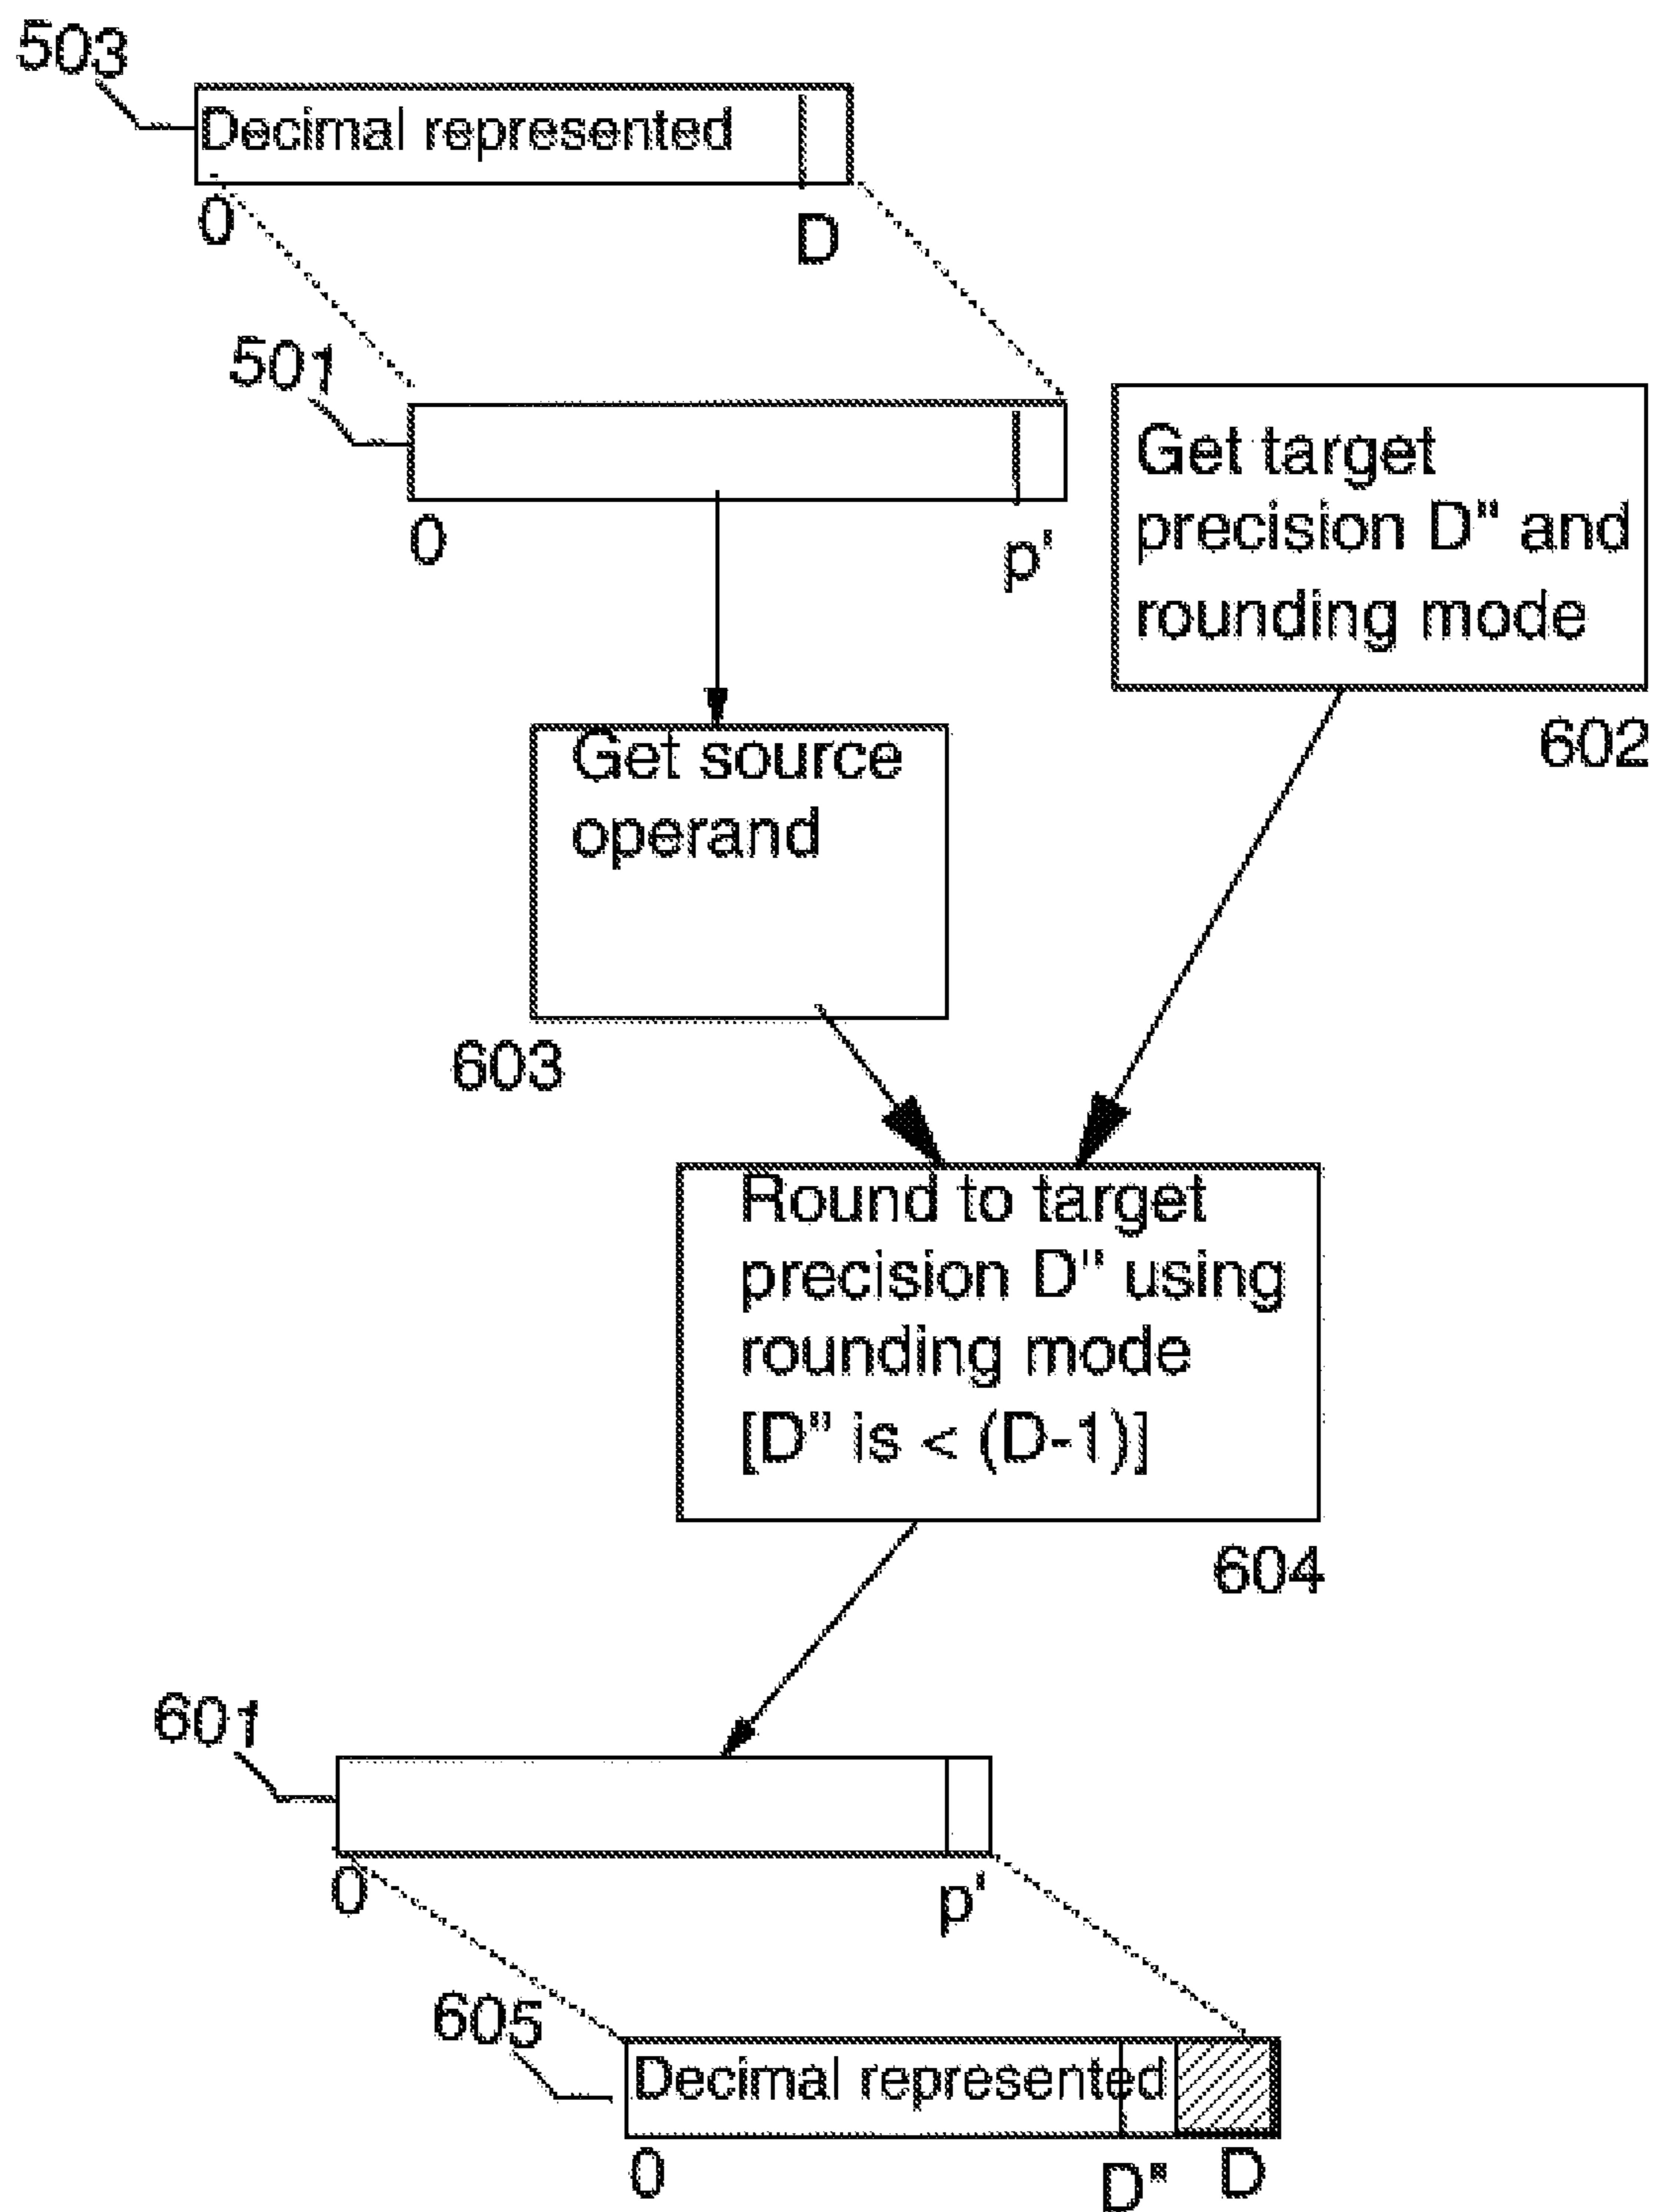 503
Decimal represented
0
D
501
0
p'
Get target
precision D" and
rounding mode
602
Get source
operand
603
Round to target
precision D" using
rounding mode
[D" is < (D-1)]
604
601
0
p'
605
Decimal represented
0
D"
D